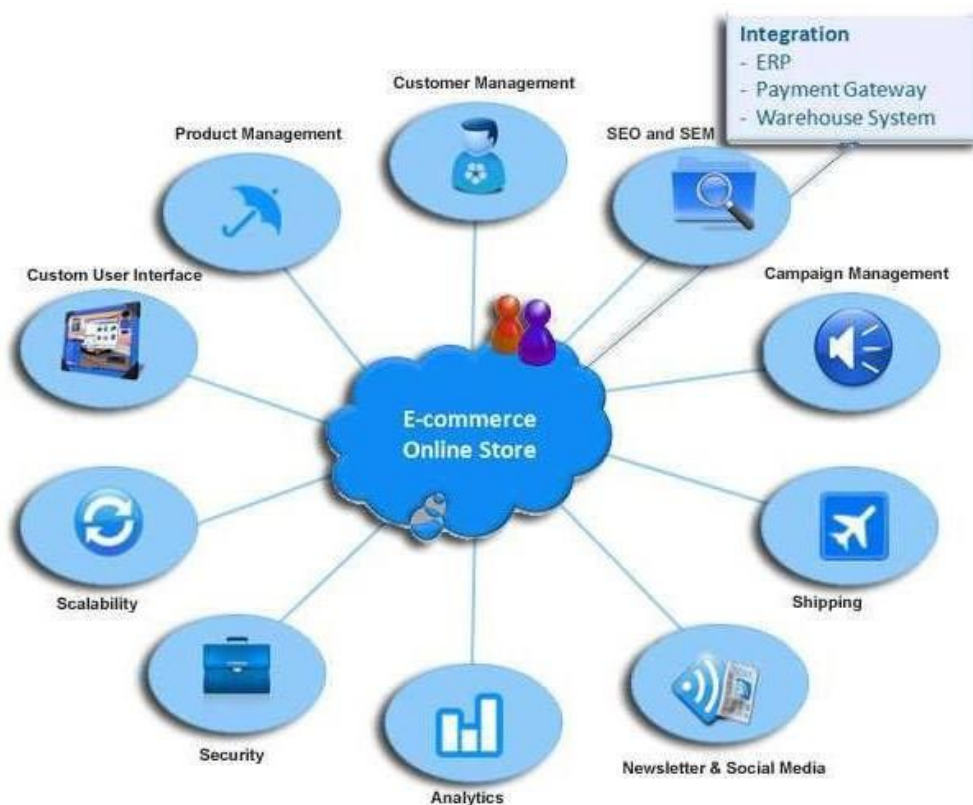 Integration
- ERP
- Payment Gateway
- Warehouse System
Customer Management
Product Management
SEO and SEM
Custom User Interface
Campaign Management
E-commerce
Online Store
Scalability
Shipping
Security
Newsletter & Social Media
Analytics